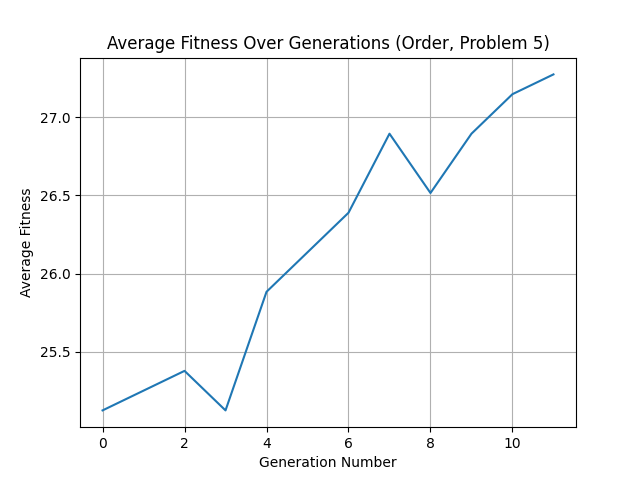 Average Fitness Over Generations (Order, Problem 5)
27.0
26.5
26.0
25.5
Average Fitness
0 2 4 6 8 10
Generation Number